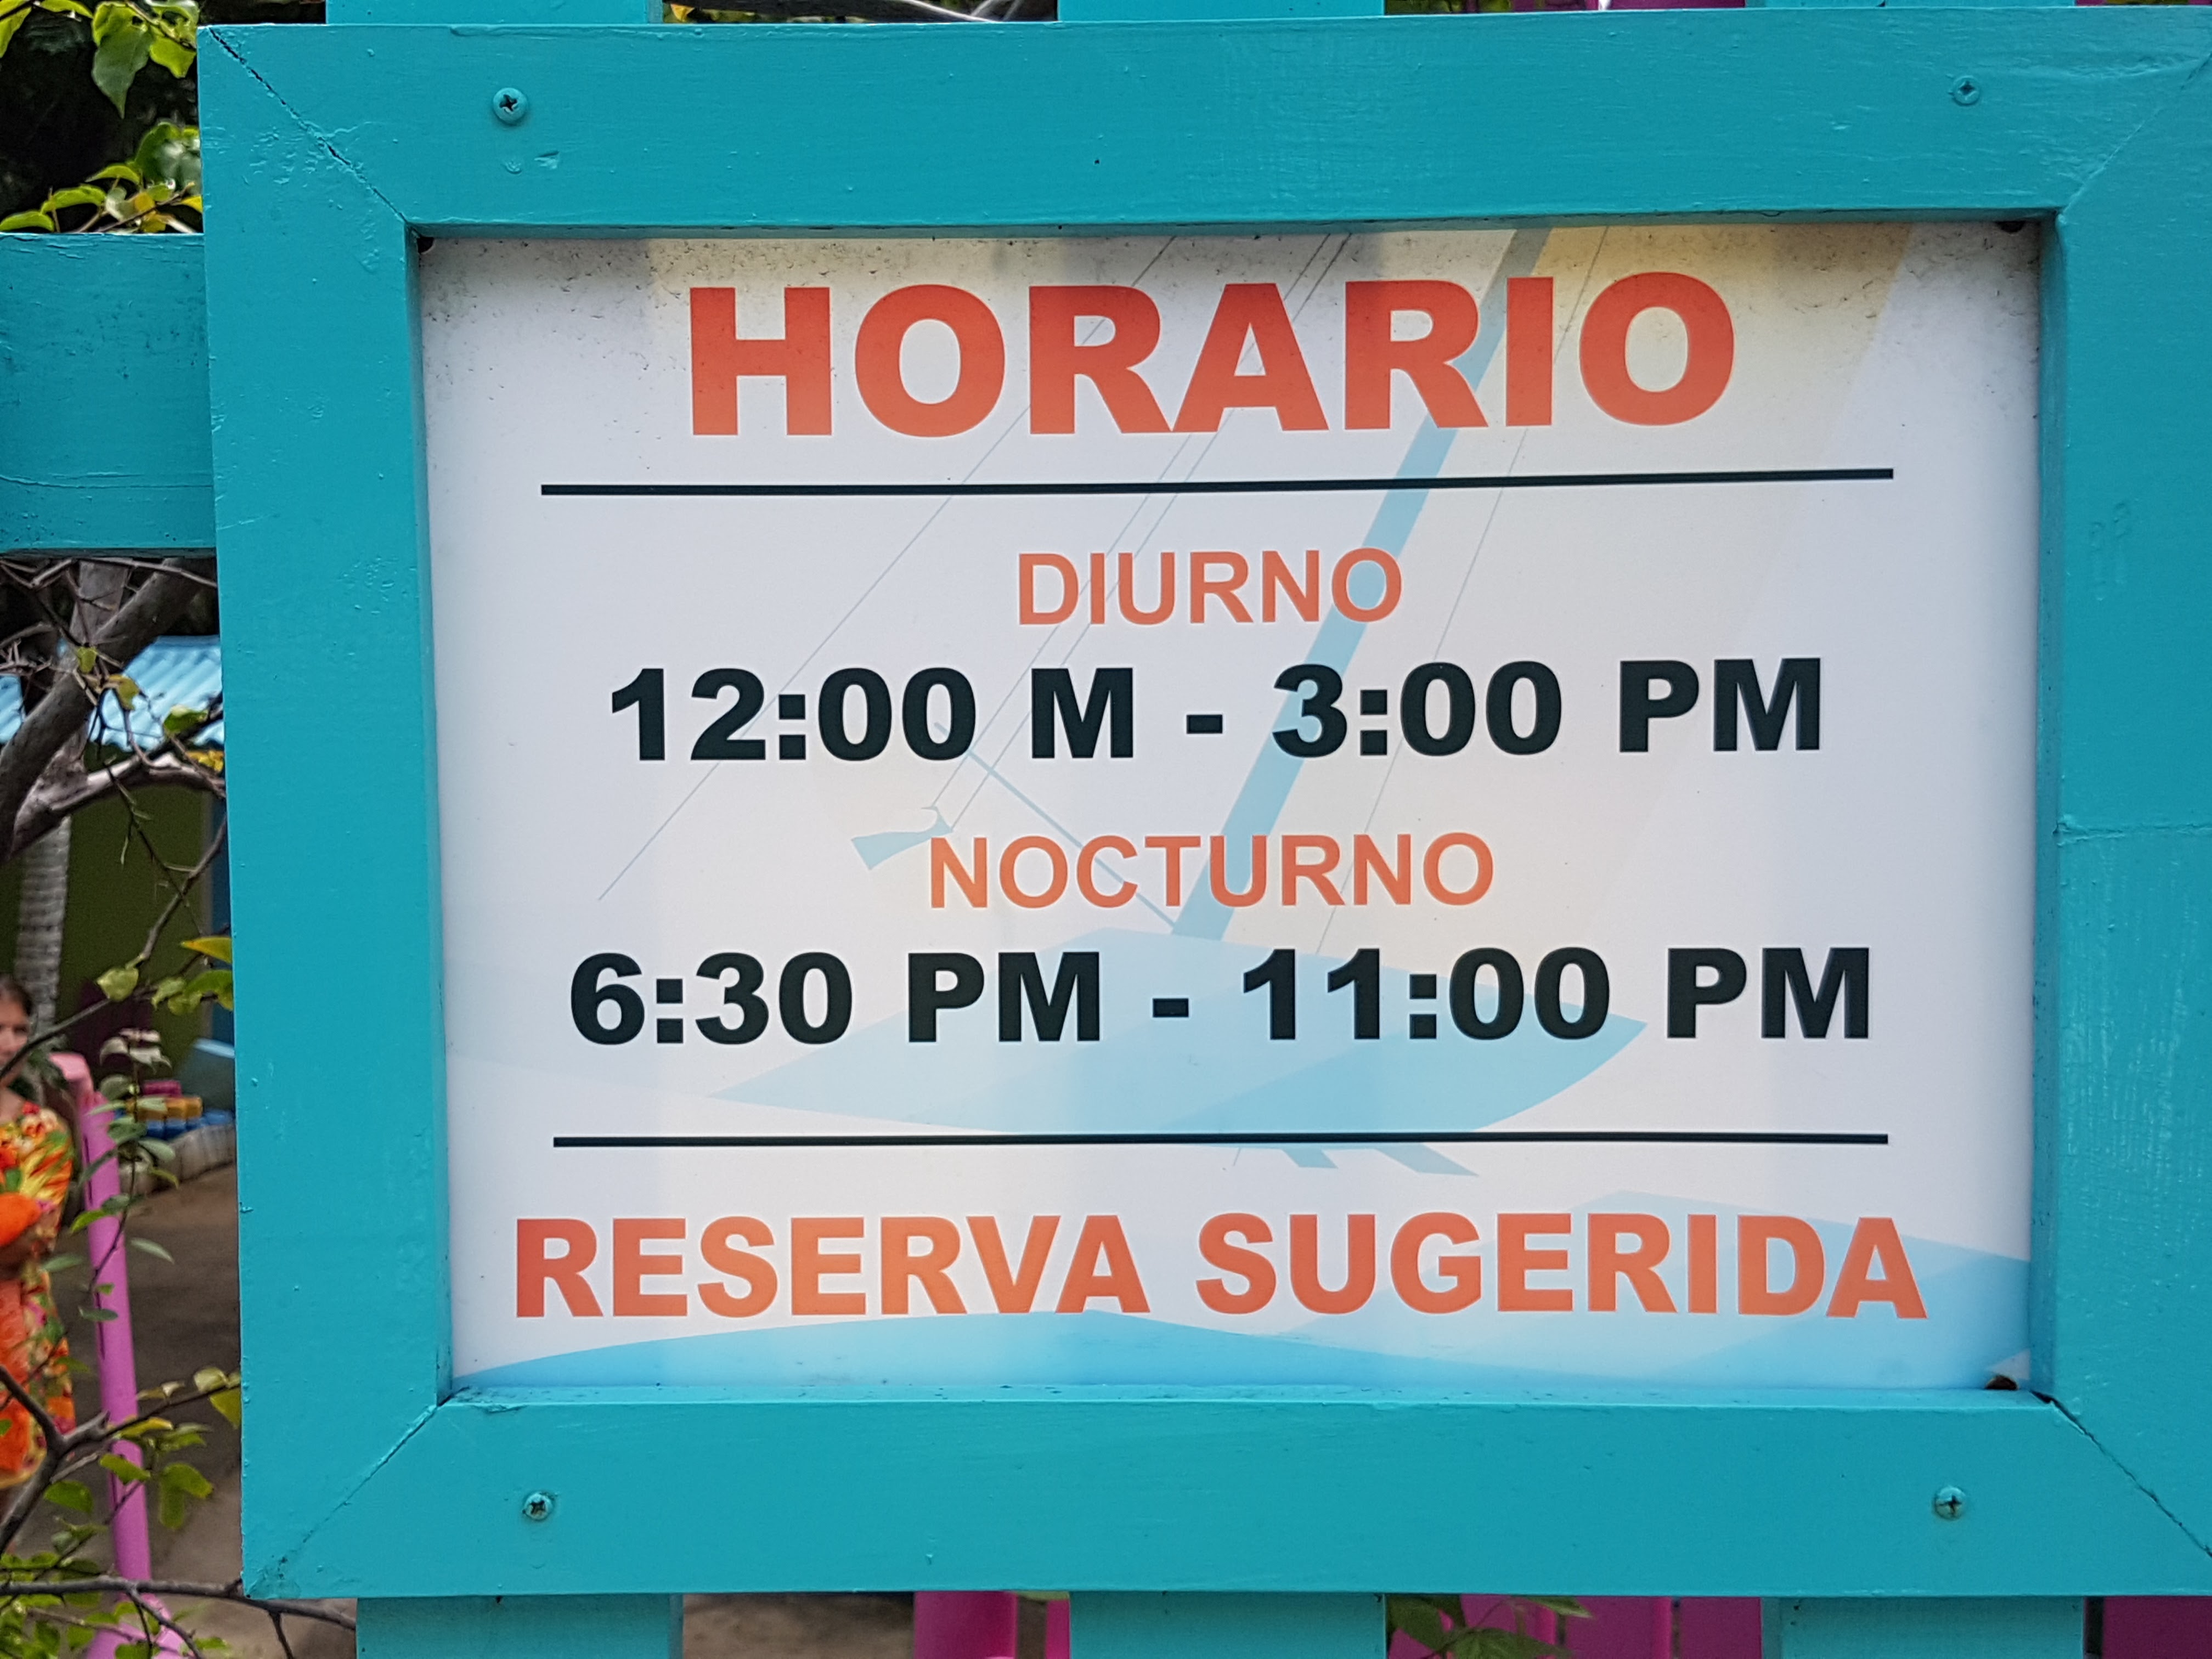 HORARIO
DIURNO
12:00 M - 3:00 PM
NOCTURNO
6:30 PM - 11:00 PM
RESERVA SUGERIDA